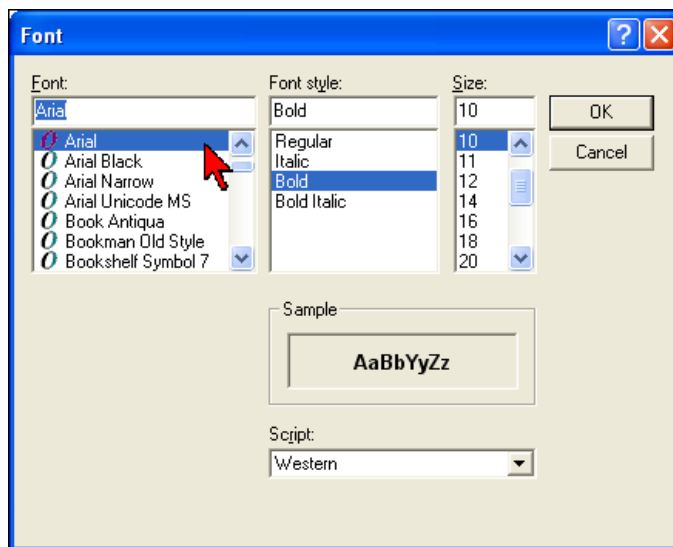 Font
?
Font:
Font style:
Size:
Arial
Bold
10
OK
Cancel
Arial
Arial Black
Arial Narrow
Arial Unicode MS
Book Antiqua
Bookman Old Style
Bookshelf Symbol 7
Regular
Italic
Bold
Bold Italic
10
11
12
14
16
18
20
Sample
AaBbYyZz
Script:
Western